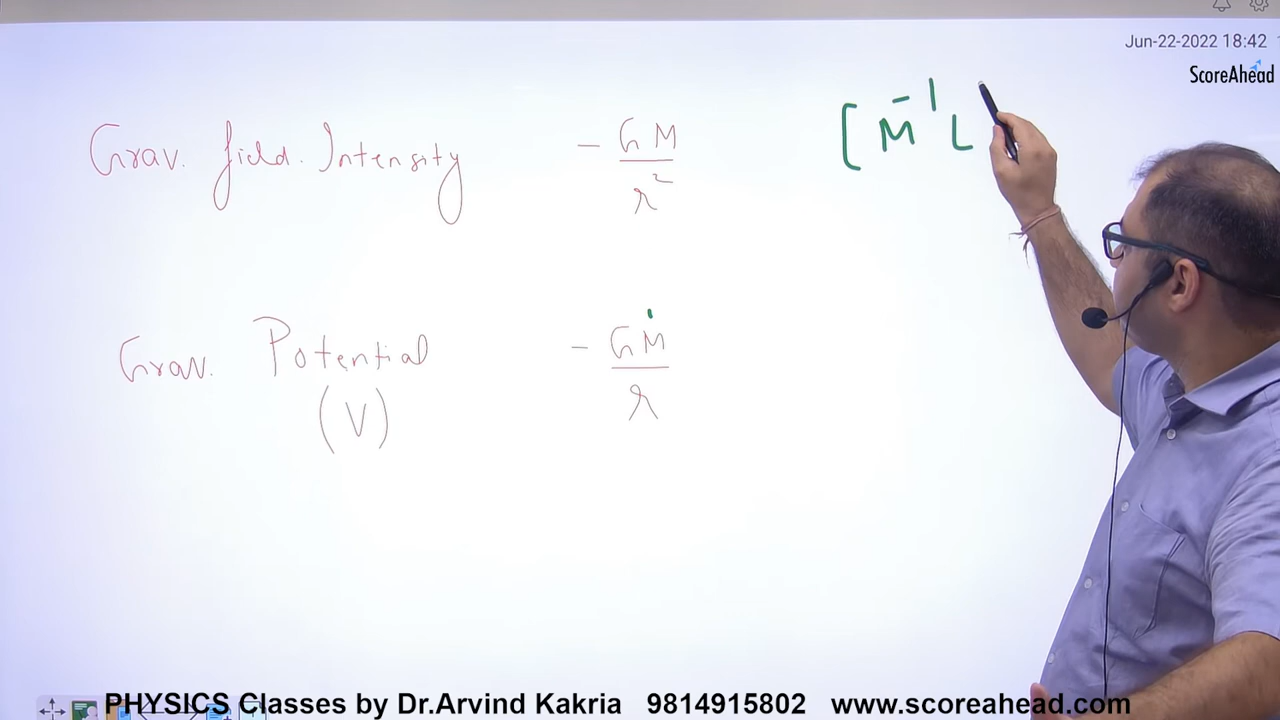 Jun-22-2022 18:42
ScoreAhead
Grav. field. Intensity - GM / r²
[M⁻¹ L
Grav. Potential - GM / r
(V)
PHYSICS Classes by Dr.Arvind Kakria 9814915802 www.scoreahead.com